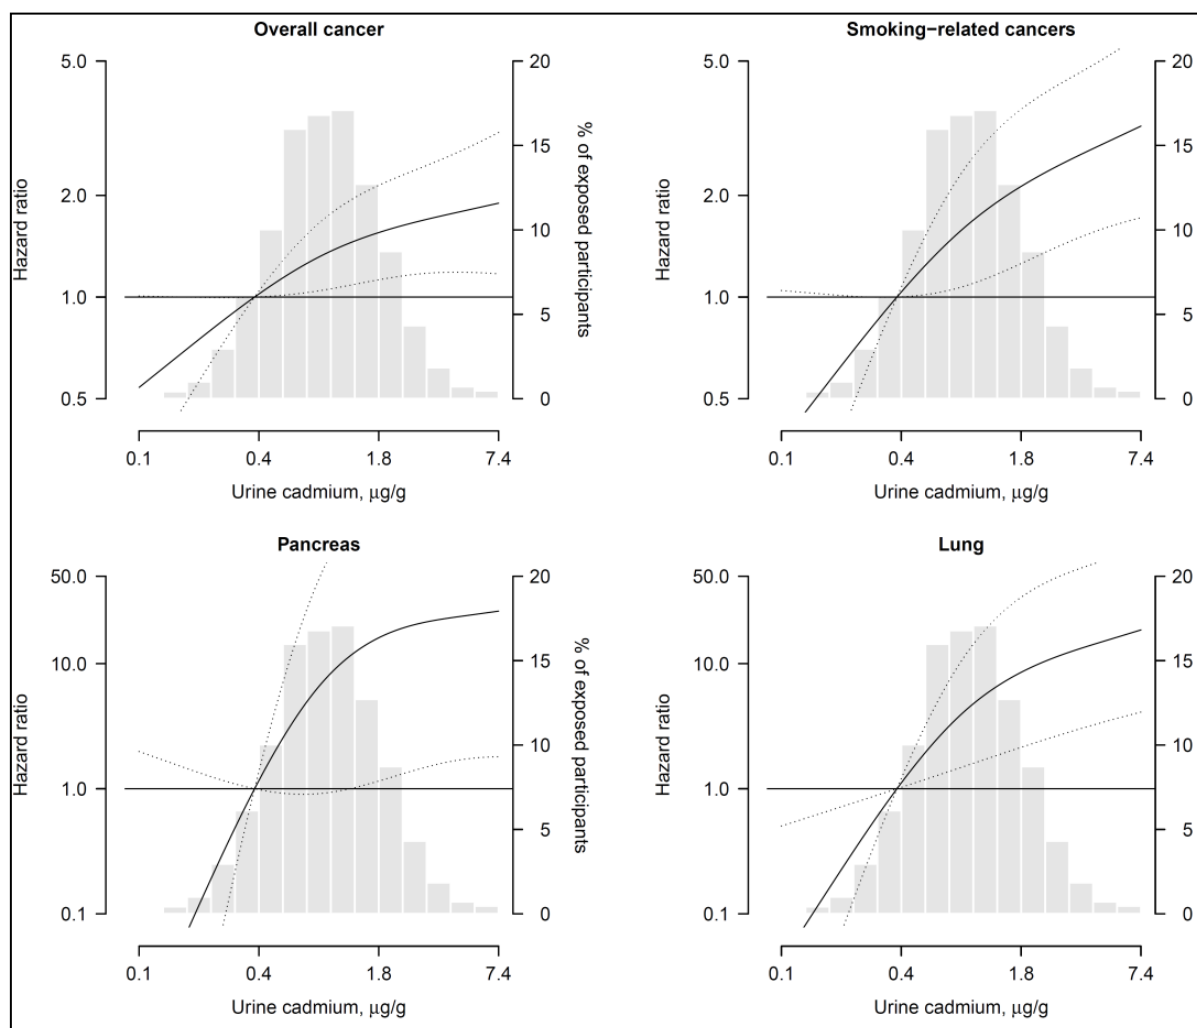 Overall cancer
Hazard ratio
5.0
2.0
1.0
0.5
20
15
10
5
0
% of exposed participants
0.1 0.4 1.8 7.4
Urine cadmium, μg/g
Smoking−related cancers
Hazard ratio
5.0
2.0
1.0
0.5
20
15
10
5
0
0.1 0.4 1.8 7.4
Urine cadmium, μg/g
Pancreas
Hazard ratio
50.0
10.0
1.0
0.1
20
15
10
5
0
% of exposed participants
0.1 0.4 1.8 7.4
Urine cadmium, μg/g
Lung
Hazard ratio
50.0
10.0
1.0
0.1
20
15
10
5
0
0.1 0.4 1.8 7.4
Urine cadmium, μg/g